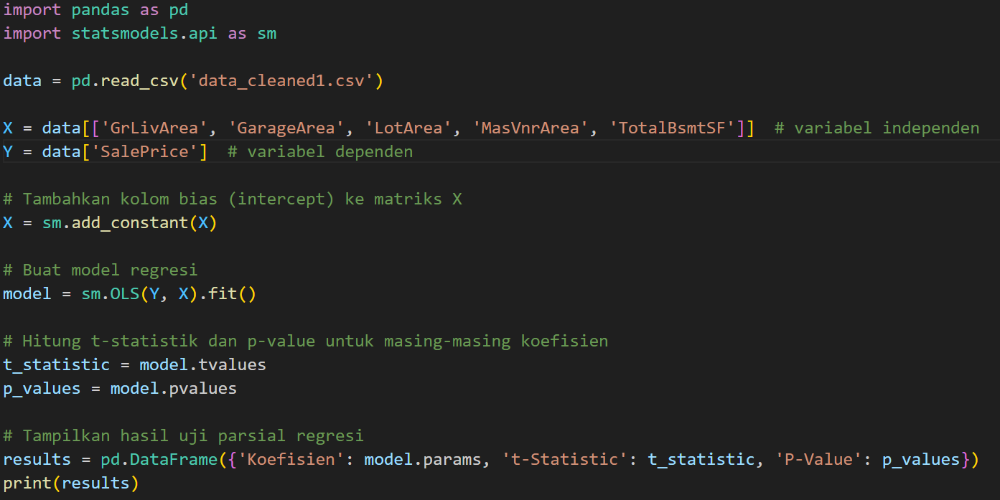 import pandas as pd
import statsmodels.api as sm
data = pd.read_csv('data_cleaned1.csv')
X = data[['GrLivArea', 'GarageArea', 'LotArea', 'MasVnrArea', 'TotalBsmtSF']]  # variabel independen
Y = data['SalePrice']  # variabel dependen
# Tambahkan kolom bias (intercept) ke matriks X
X = sm.add_constant(X)
# Buat model regresi
model = sm.OLS(Y, X).fit()
# Hitung t-statistik dan p-value untuk masing-masing koefisien
t_statistic = model.tvalues
p_values = model.pvalues
# Tampilkan hasil uji parsial regresi
results = pd.DataFrame({'Koefisien': model.params, 't-Statistic': t_statistic, 'P-Value': p_values})
print(results)